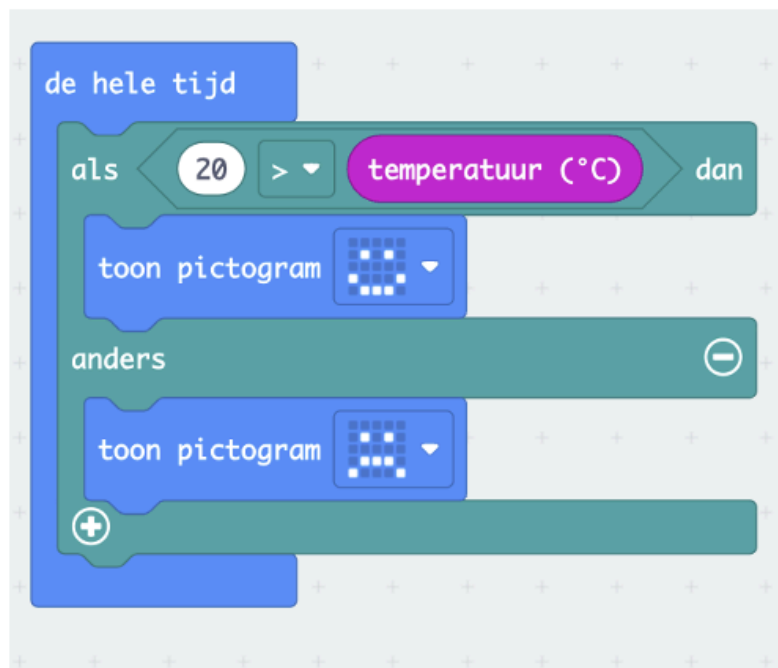 de hele tijd
als 20 > temperatuur (°C) dan
toon pictogram
anders
toon pictogram